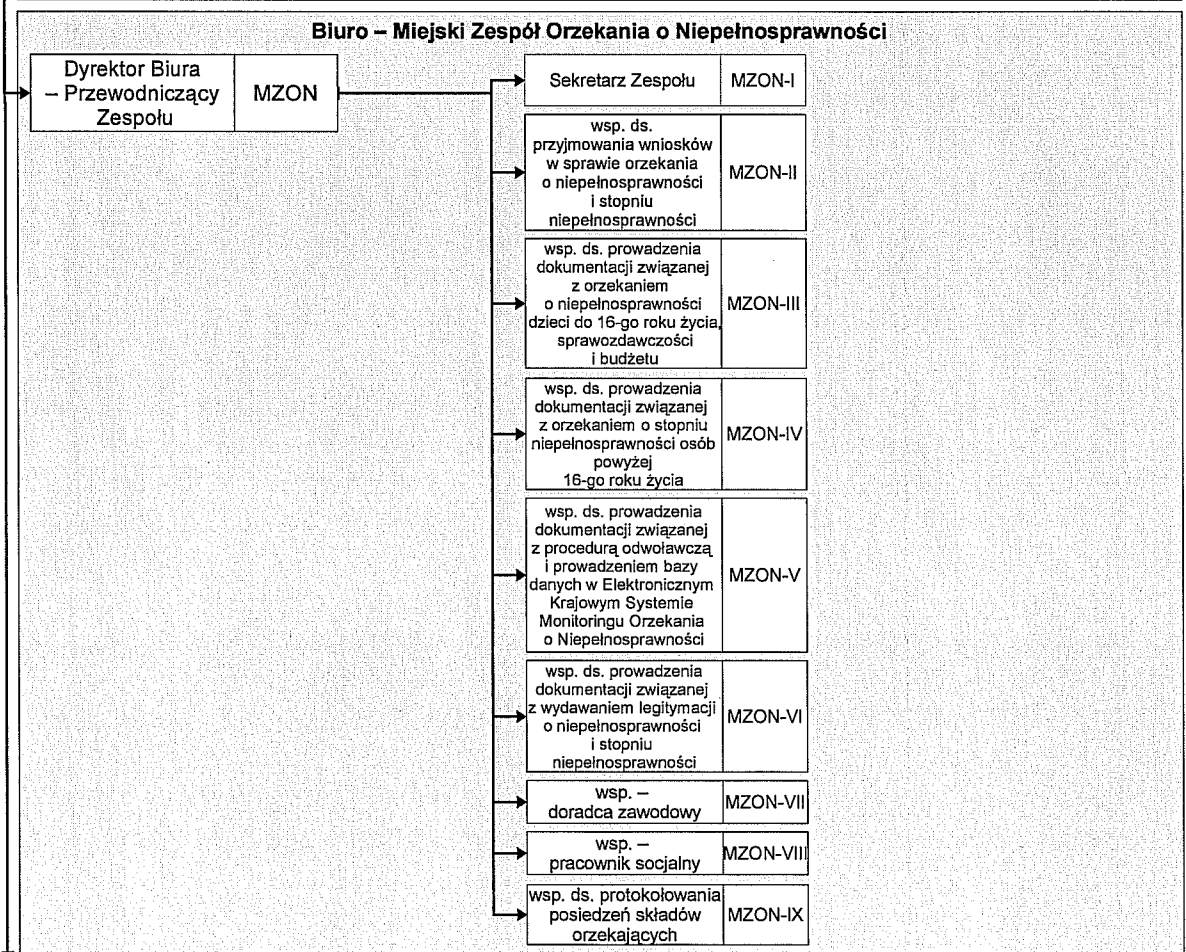 Biuro – Miejski Zespół Orzekania o Niepełnosprawności
Dyrektor Biura
– Przewodniczący
Zespołu
MZON
Sekretarz Zespołu
MZON-I
wsp. ds.
przyjmowania wniosków
w sprawie orzekania
o niepełnosprawności
i stopniu
niepełnosprawności
MZON-II
wsp. ds. prowadzenia
dokumentacji związanej
z orzekaniem
o niepełnosprawności
dzieci do 16-go roku życia,
sprawozdawczości
i budżetu
MZON-III
wsp. ds. prowadzenia
dokumentacji związanej
z orzekaniem o stopniu
niepełnosprawności osób
powyżej
16-go roku życia
MZON-IV
wsp. ds. prowadzenia
dokumentacji związanej
z procedurą odwoławczą
i prowadzeniem bazy
danych w Elektronicznym
Krajowym Systemie
Monitoringu Orzekania
o Niepełnosprawności
MZON-V
wsp. ds. prowadzenia
dokumentacji związanej
z wydawaniem legitymacji
o niepełnosprawności
i stopniu
niepełnosprawności
MZON-VI
wsp. –
doradca zawodowy
MZON-VII
wsp. –
pracownik socjalny
MZON-VIII
wsp. ds. protokołowania
posiedzeń składów
orzekających
MZON-IX